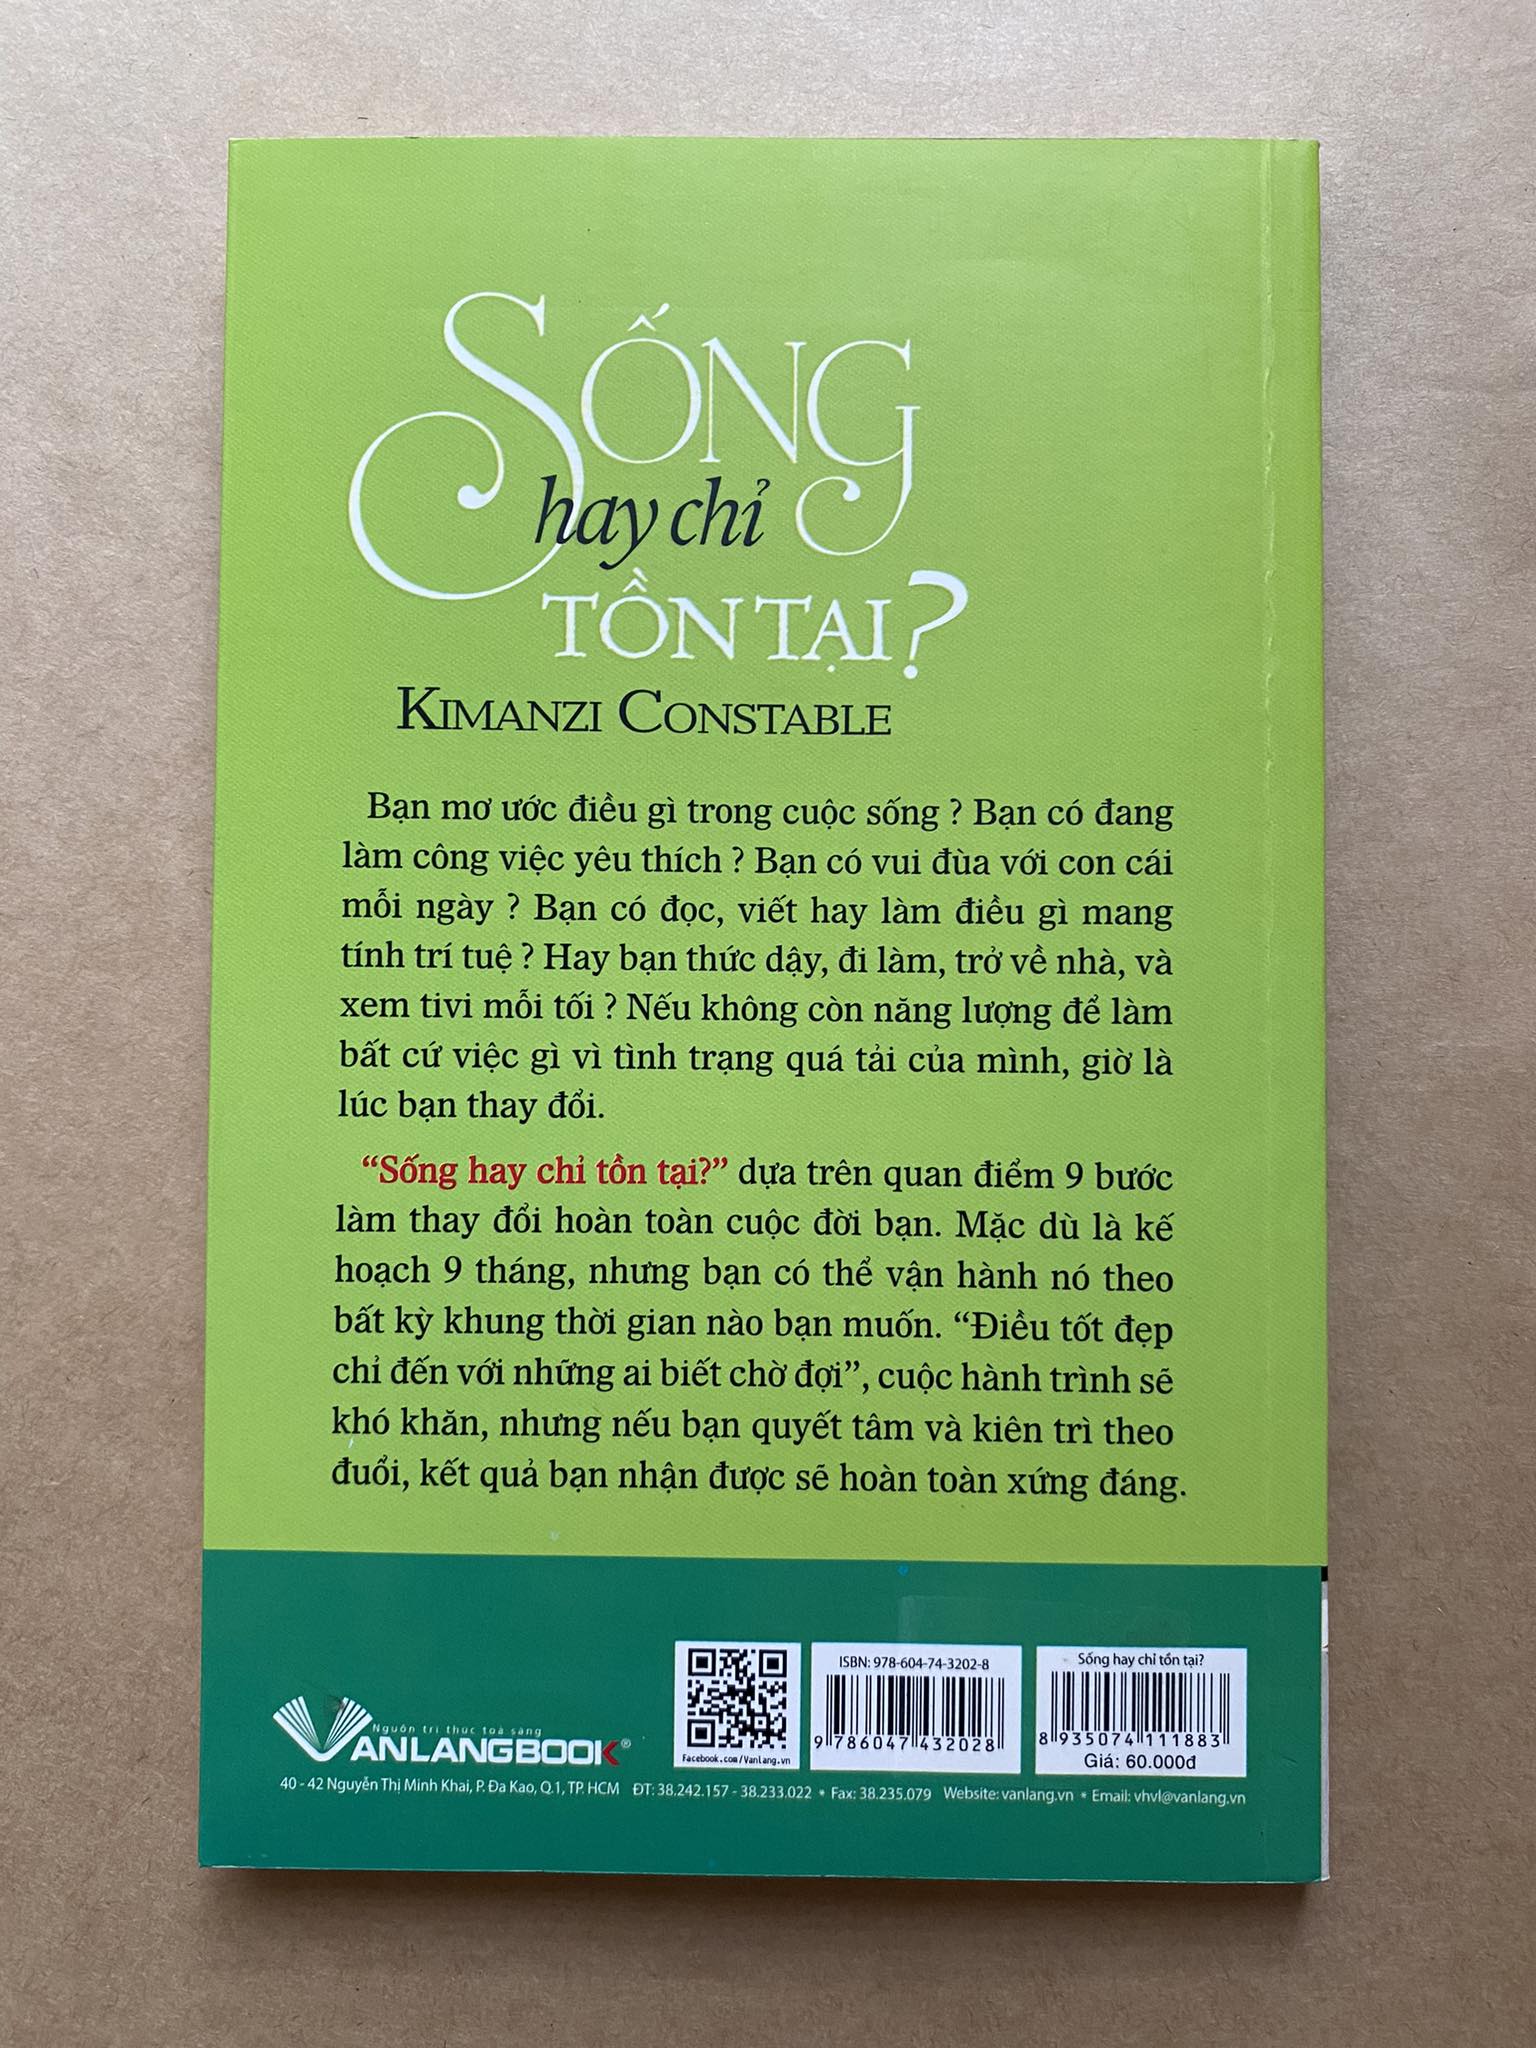 SỐNG
hay chỉ
TỒN TẠI?
KIMANZI CONSTABLE
Bạn mơ ước điều gì trong cuộc sống ? Bạn có đang
làm công việc yêu thích ? Bạn có vui đùa với con cái
mỗi ngày ? Bạn có đọc, viết hay làm điều gì mang
tính trí tuệ ? Hay bạn thức dậy, đi làm, trở về nhà, và
xem tivi mỗi tối ? Nếu không còn năng lượng để làm
bất cứ việc gì vì tình trạng quá tải của mình, giờ là
lúc bạn thay đổi.
“Sống hay chỉ tồn tại?” dựa trên quan điểm 9 bước
làm thay đổi hoàn toàn cuộc đời bạn. Mặc dù là kế
hoạch 9 tháng, nhưng bạn có thể vận hành nó theo
bất kỳ khung thời gian nào bạn muốn. “Điều tốt đẹp
chỉ đến với những ai biết chờ đợi”, cuộc hành trình sẽ
khó khăn, nhưng nếu bạn quyết tâm và kiên trì theo
đuổi, kết quả bạn nhận được sẽ hoàn toàn xứng đáng.
Nguồn tri thức toả sáng
VANLANGBOOK®
Facebook.com/Vanlang.vn
ISBN: 978-604-74-3202-8
9 786047 432028
Sống hay chỉ tồn tại?
8 935074 111883
Giá: 60.000đ
40 - 42 Nguyễn Thị Minh Khai, P. Đa Kao, Q.1, TP. HCM ĐT: 38.242.157 - 38.233.022 * Fax: 38.235.079 Website: vanlang.vn * Email: vhvl@vanlang.vn